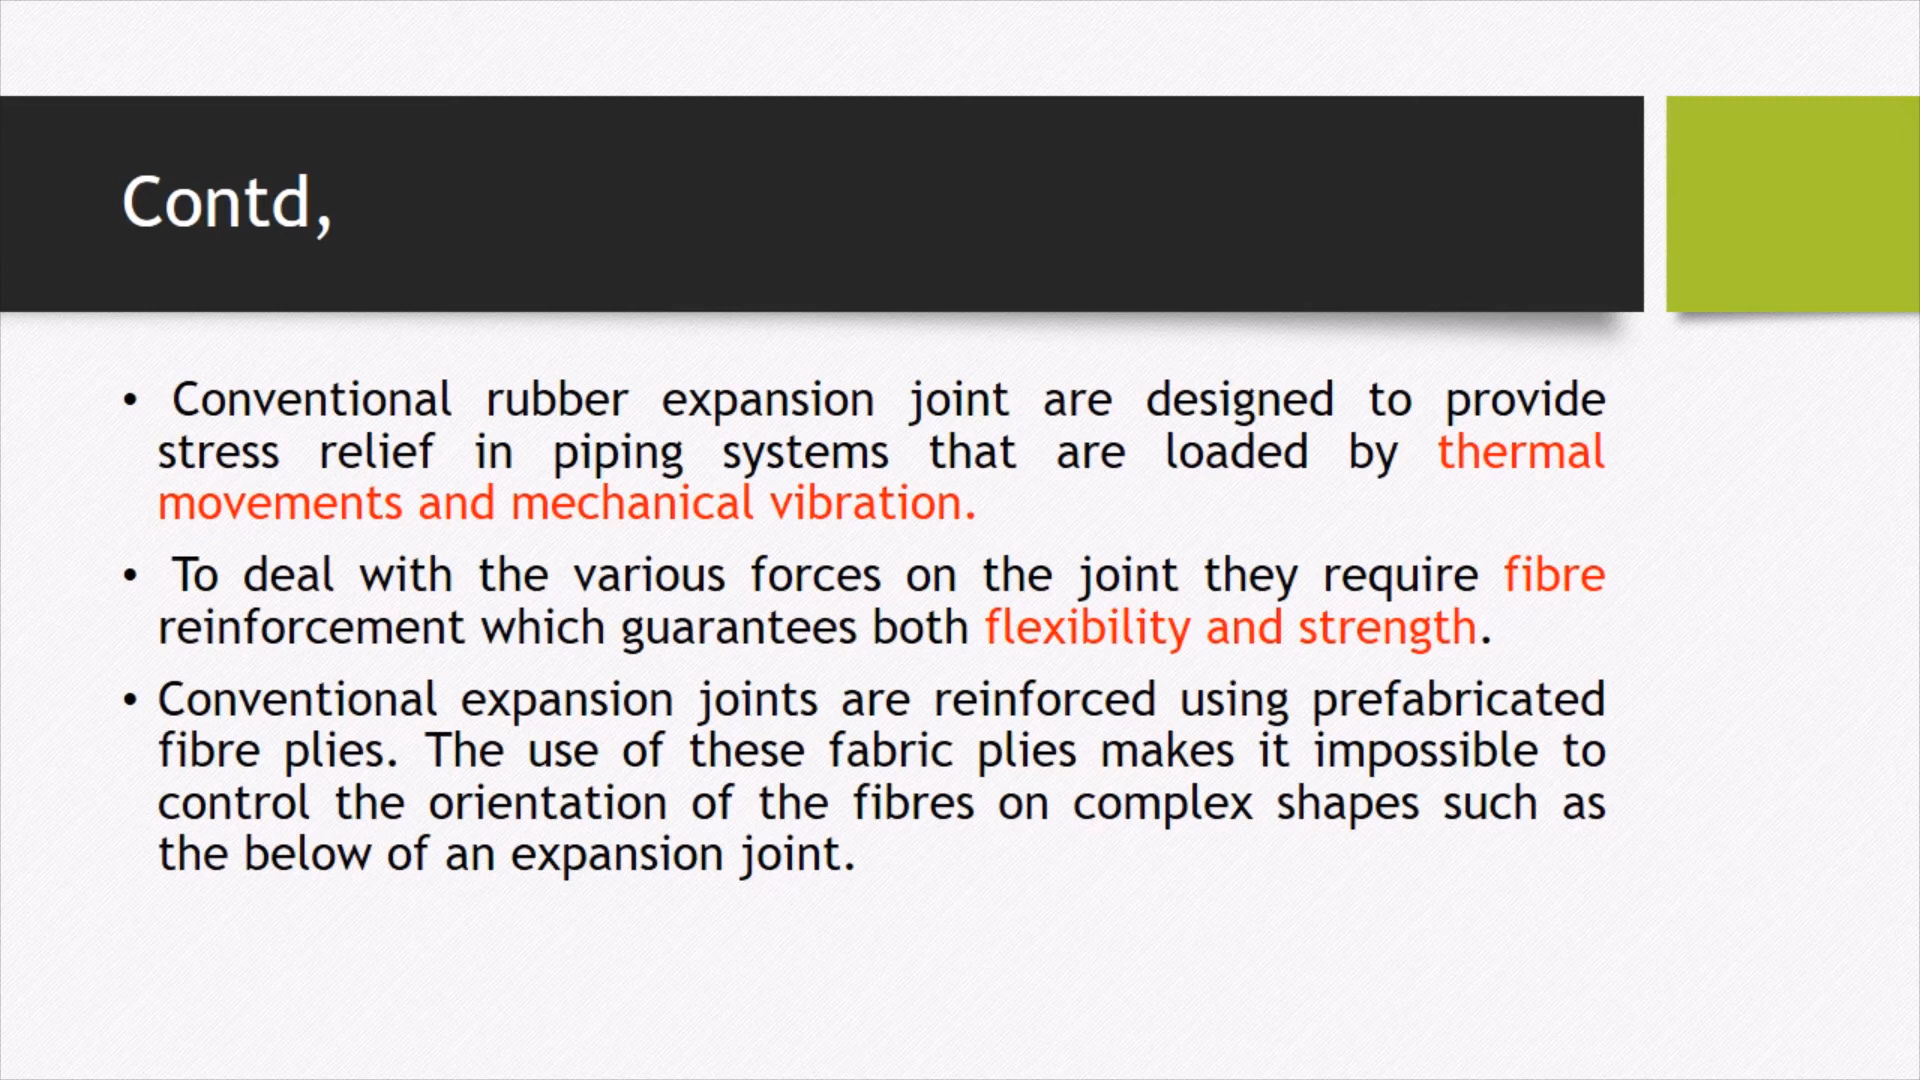 Contd,
• Conventional rubber expansion joint are designed to provide
stress relief in piping systems that are loaded by thermal
movements and mechanical vibration.
• To deal with the various forces on the joint they require fibre
reinforcement which guarantees both flexibility and strength.
• Conventional expansion joints are reinforced using prefabricated
fibre plies. The use of these fabric plies makes it impossible to
control the orientation of the fibres on complex shapes such as
the below of an expansion joint.